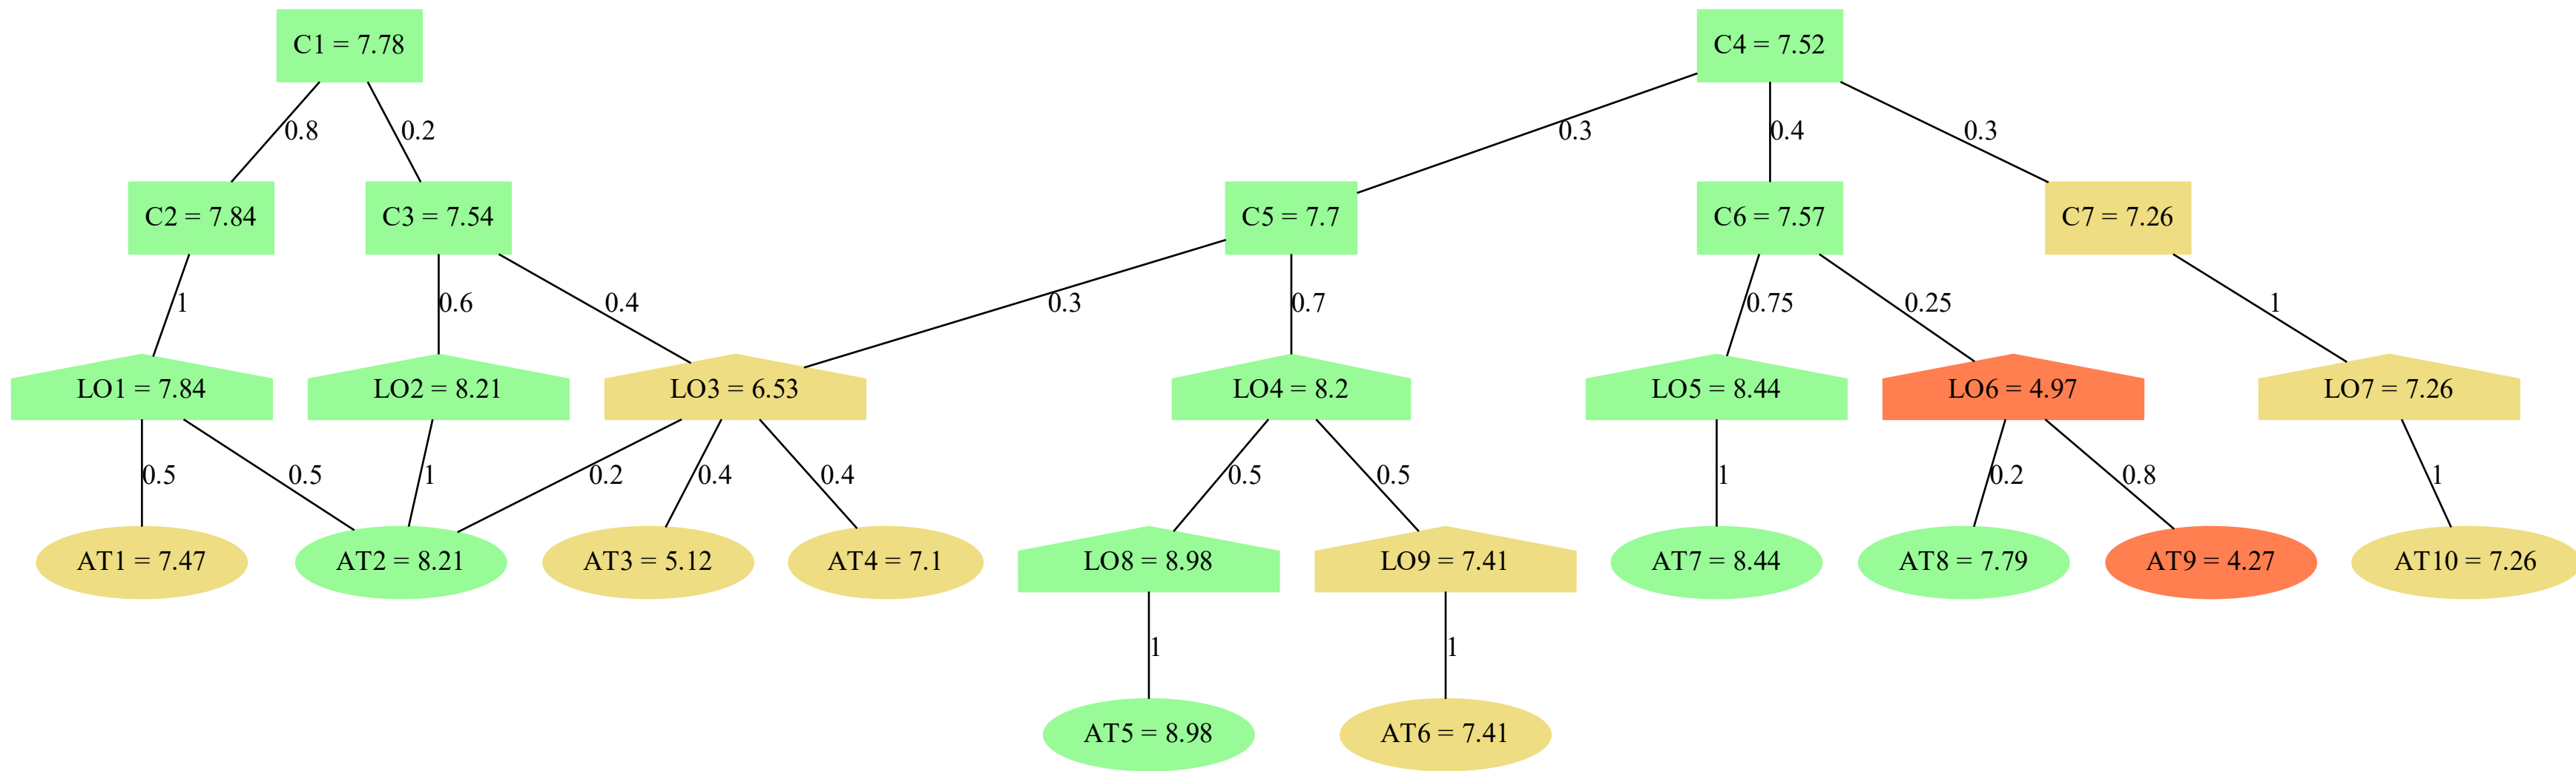 C1 = 7.78
C4 = 7.52
0.8
0.2
0.3
0.4
0.3
C2 = 7.84
C3 = 7.54
C5 = 7.7
C6 = 7.57
C7 = 7.26
1
0.6
0.4
0.3
0.7
0.75
0.25
1
LO1 = 7.84
LO2 = 8.21
LO3 = 6.53
LO4 = 8.2
LO5 = 8.44
LO6 = 4.97
LO7 = 7.26
0.5
0.5
1
0.2
0.4
0.4
0.5
0.5
1
0.2
0.8
1
AT1 = 7.47
AT2 = 8.21
AT3 = 5.12
AT4 = 7.1
LO8 = 8.98
LO9 = 7.41
AT7 = 8.44
AT8 = 7.79
AT9 = 4.27
AT10 = 7.26
1
1
AT5 = 8.98
AT6 = 7.41